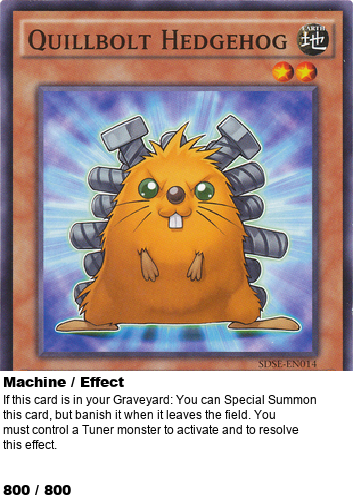 QUILLBOLT HEDGEHOG
EARTH
地
SDSE-EN014
Machine / Effect
If this card is in your Graveyard: You can Special Summon
this card, but banish it when it leaves the field. You
must control a Tuner monster to activate and to resolve
this effect.
800 / 800